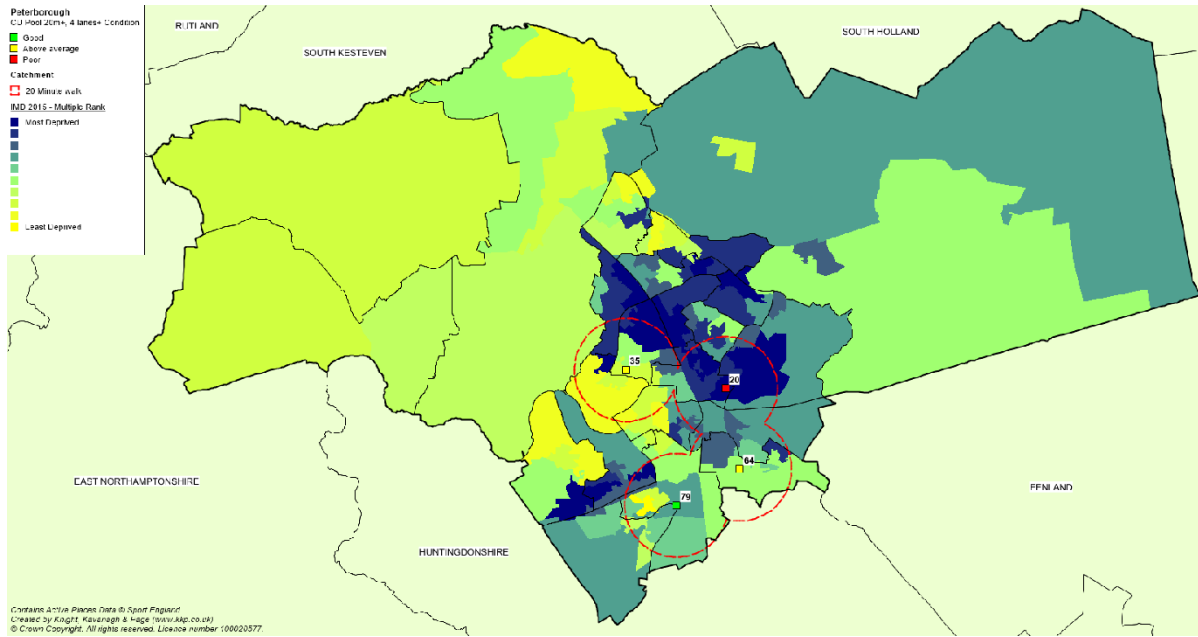 Peterborough
CU Pool 20m+, 4 lanes+ Condition
Good
Above average
Poor
Catchment
20 Minute walk
IMD 2015 - Multiple Rank
Most Deprived
Least Deprived
RUTLAND
SOUTH KESTEVEN
SOUTH HOLLAND
35
20
64
79
EAST NORTHAMPTONSHIRE
FENLAND
HUNTINGDONSHIRE
Contains Active Places Data © Sport England
Created by Knight, Kavanagh & Page (www.kkp.co.uk)
© Crown Copyright. All rights reserved. Licence number 100020577.